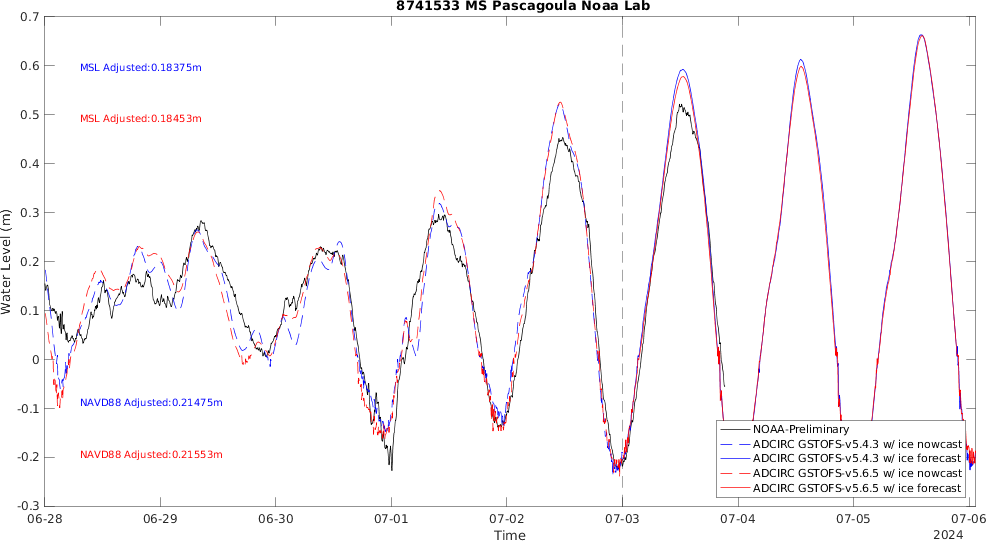 8741533 MS Pascagoula Noaa Lab
0.7
0.6
0.5
0.4
0.3
0.2
0.1
0
-0.1
-0.2
-0.3
Water Level (m)
MSL Adjusted:0.18375m
MSL Adjusted:0.18453m
NAVD88 Adjusted:0.21475m
NAVD88 Adjusted:0.21553m
NOAA-Preliminary
ADCIRC GSTOFS-v5.4.3 w/ ice nowcast
ADCIRC GSTOFS-v5.4.3 w/ ice forecast
ADCIRC GSTOFS-v5.6.5 w/ ice nowcast
ADCIRC GSTOFS-v5.6.5 w/ ice forecast
06-28 06-29 06-30 07-01 07-02 07-03 07-04 07-05 07-06
Time
2024